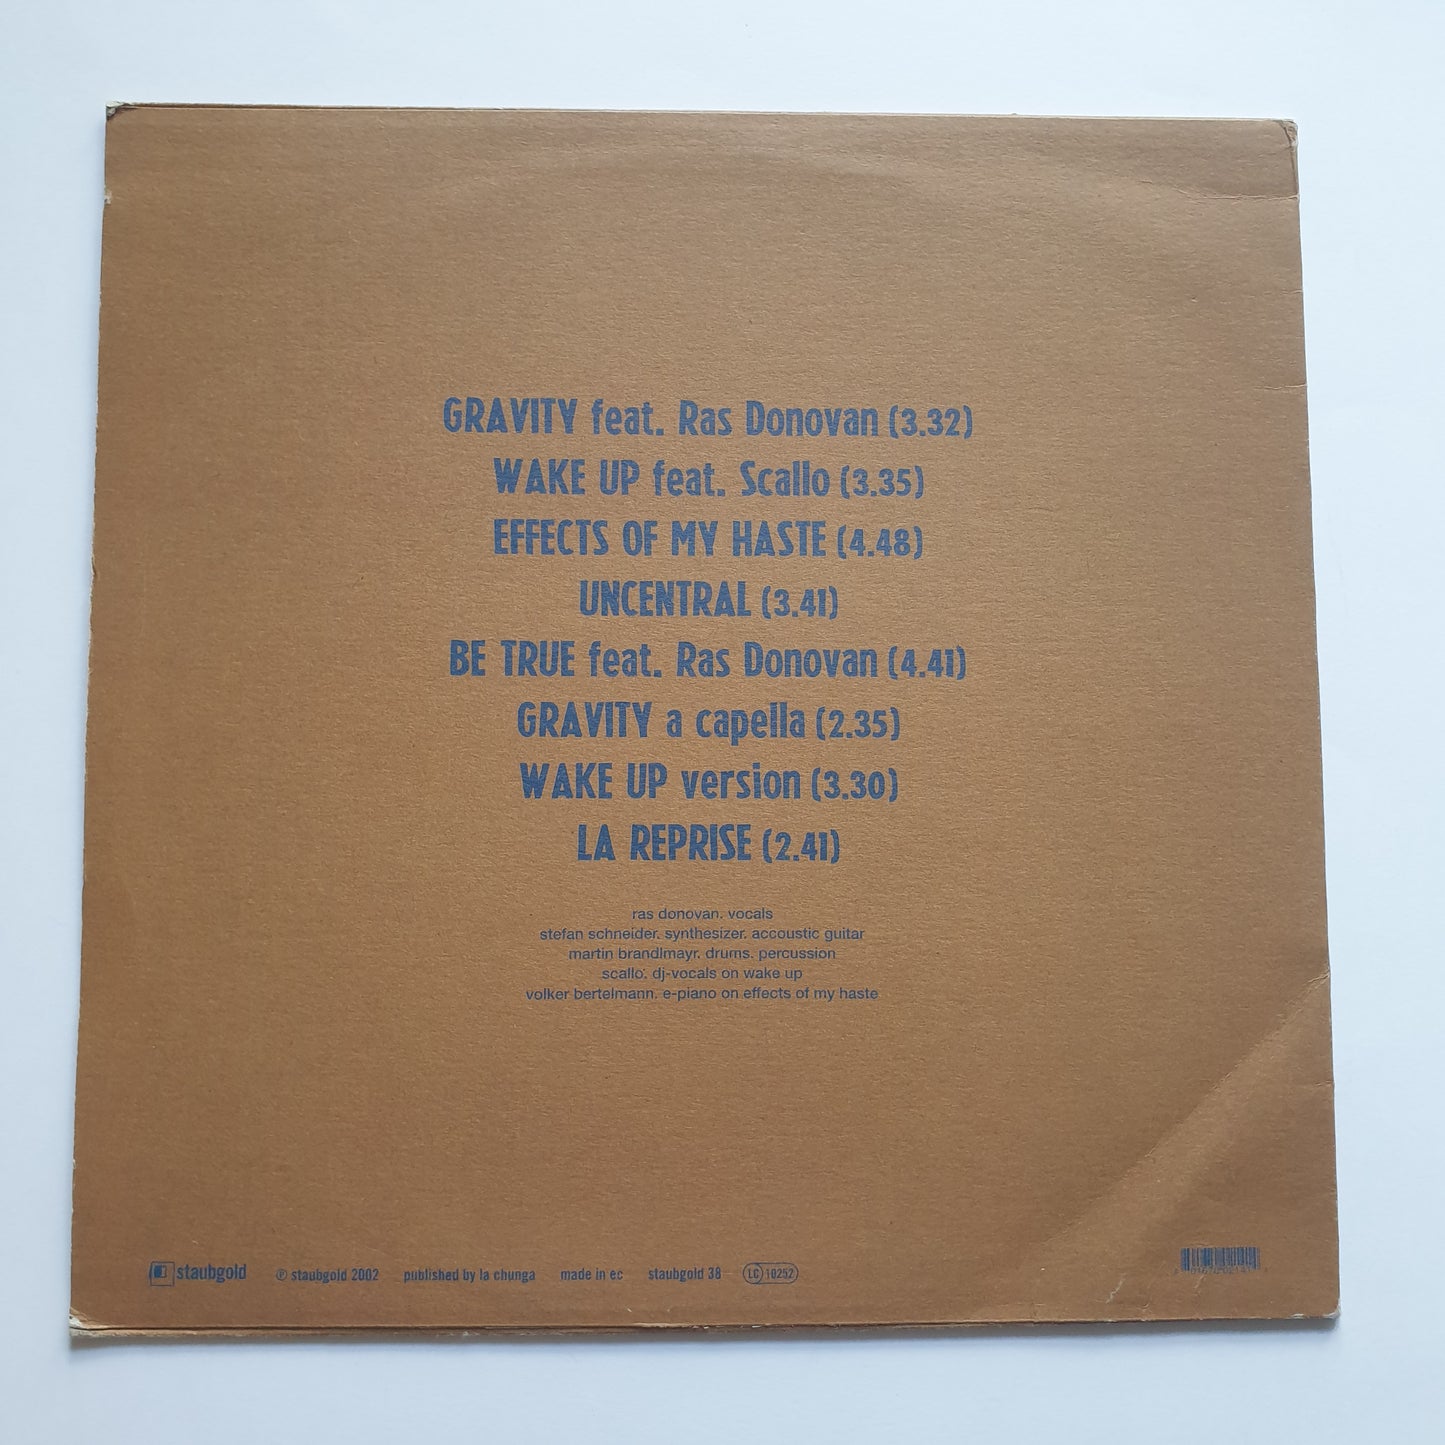 GRAVITY feat. Ras Donovan (3.32)
WAKE UP feat. Scallo (3.35)
EFFECTS OF MY HASTE (4.48)
UNCENTRAL (3.41)
BE TRUE feat. Ras Donovan (4.41)
GRAVITY a capella (2.35)
WAKE UP version (3.30)
LA REPRISE (2.41)
ras donovan. vocals
stefan schneider. synthesizer. accoustic guitar
martin brandlmayr. drums. percussion
scallo. dj-vocals on wake up
volker bertelmann. e-piano on effects of my haste
staubgold ℗ staubgold 2002 published by la chunga made in ec staubgold 38 LC 10252